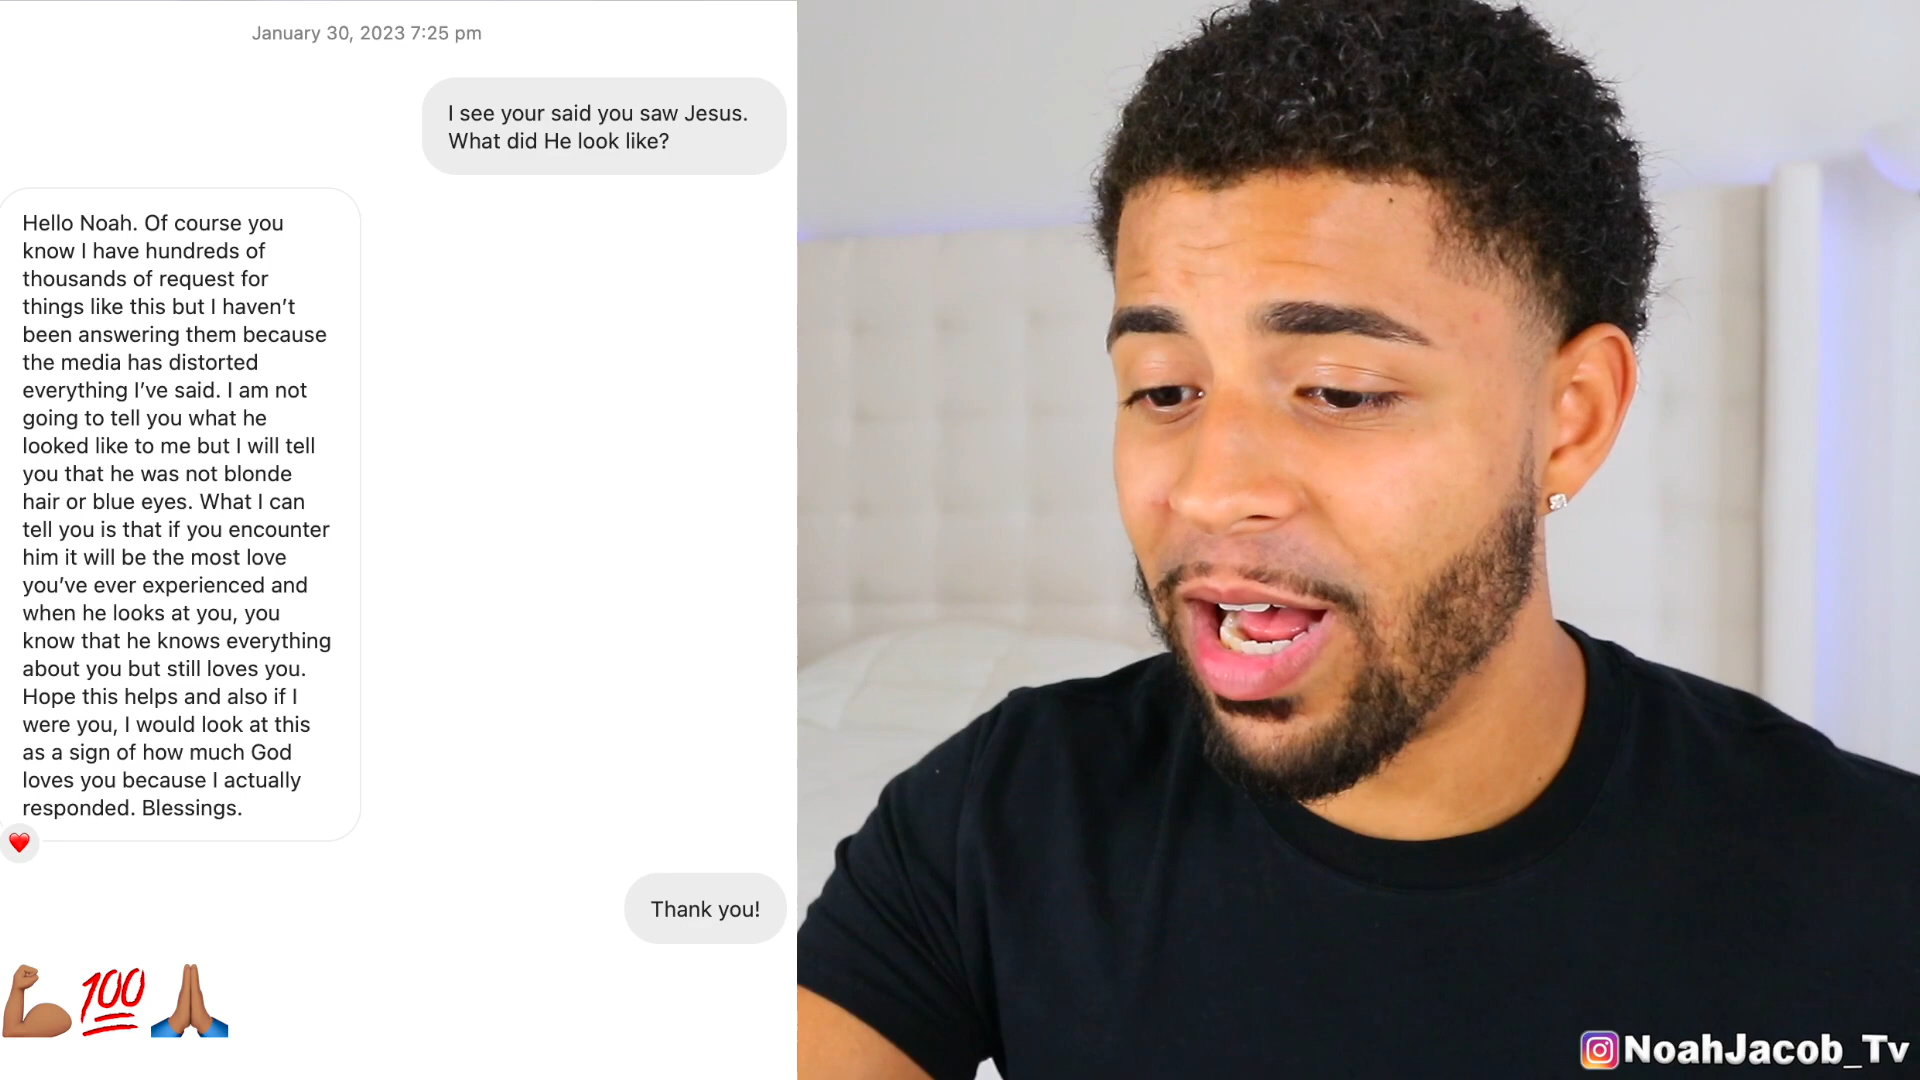 January 30, 2023 7:25 pm
I see your said you saw Jesus.
What did He look like?
Hello Noah. Of course you
know I have hundreds of
thousands of request for
things like this but I haven’t
been answering them because
the media has distorted
everything I’ve said. I am not
going to tell you what he
looked like to me but I will tell
you that he was not blonde
hair or blue eyes. What I can
tell you is that if you encounter
him it will be the most love
you’ve ever experienced and
when he looks at you, you
know that he knows everything
about you but still loves you.
Hope this helps and also if I
were you, I would look at this
as a sign of how much God
loves you because I actually
responded. Blessings.
Thank you!
100
NoahJacob_Tv